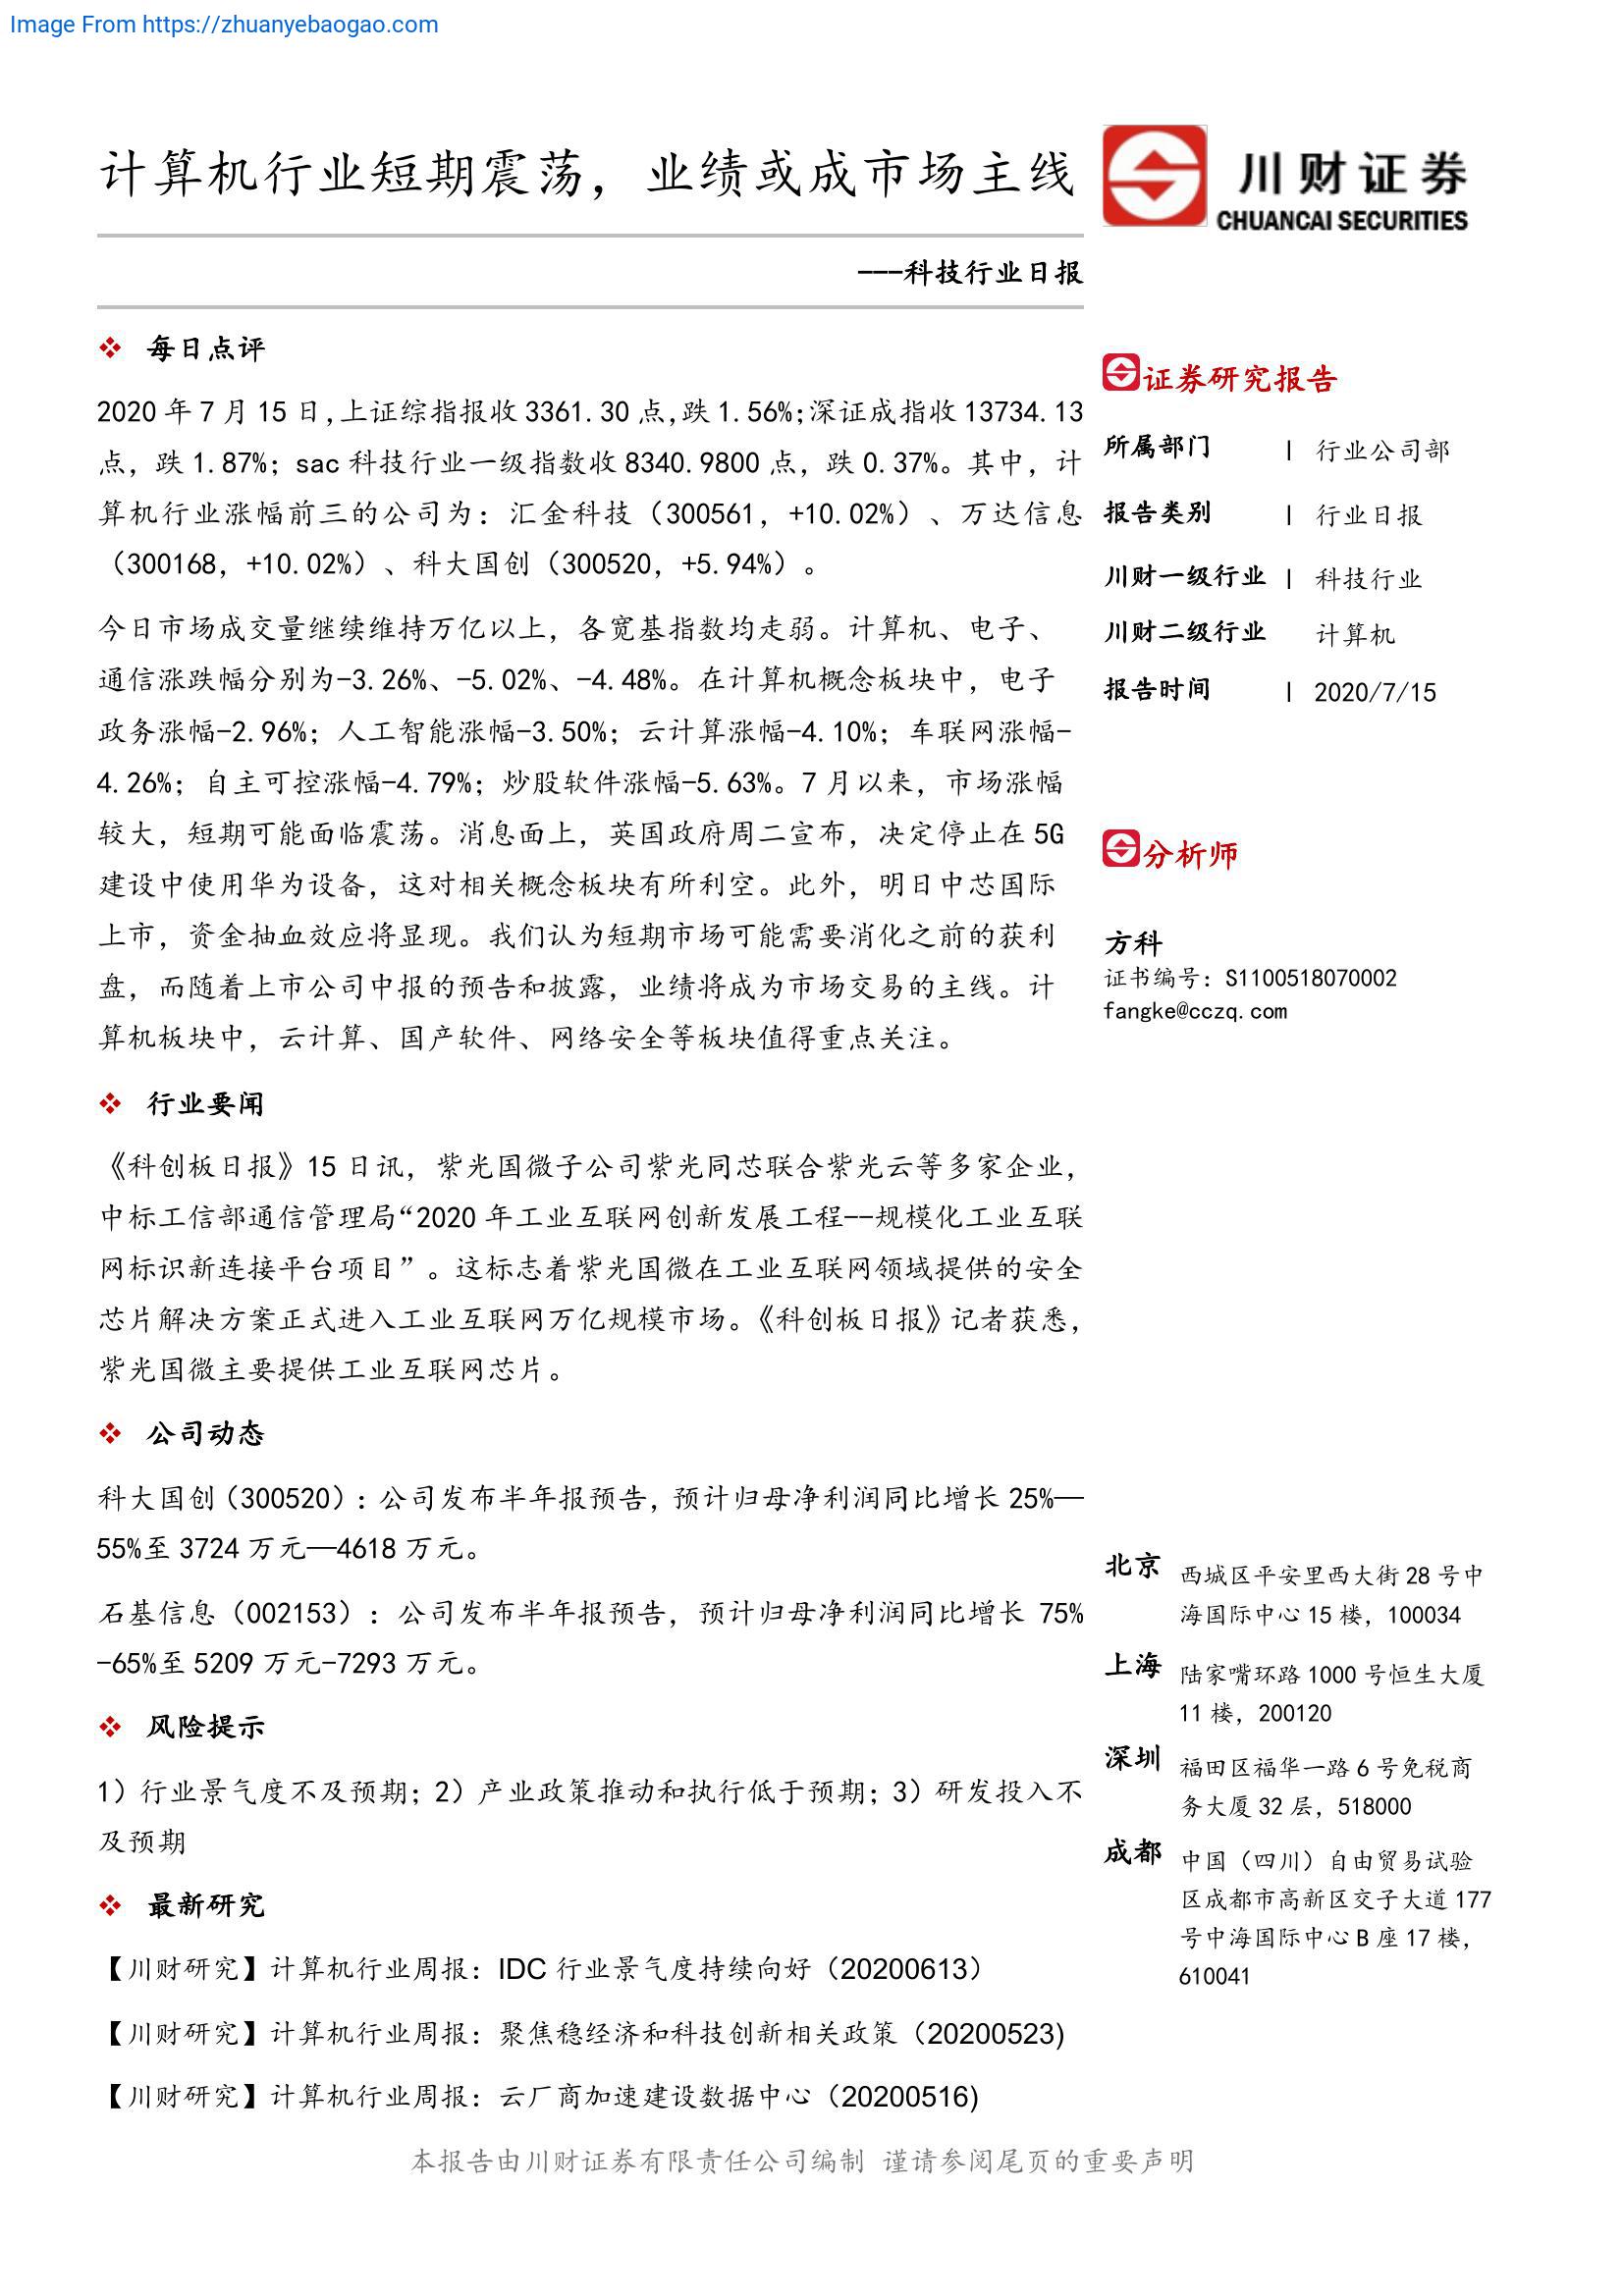 Image From https://zhuanyebaogao.com
计算机行业短期震荡，业绩或成市场主线
川财证券
CHUANCAI SECURITIES
---科技行业日报
❖ 每日点评
2020 年 7 月 15 日,上证综指报收 3361.30 点,跌 1.56%;深证成指收 13734.13
点，跌 1.87%；sac 科技行业一级指数收 8340.9800 点，跌 0.37%。其中，计
算机行业涨幅前三的公司为：汇金科技（300561，+10.02%）、万达信息
（300168，+10.02%）、科大国创（300520，+5.94%）。
今日市场成交量继续维持万亿以上，各宽基指数均走弱。计算机、电子、
通信涨跌幅分别为-3.26%、-5.02%、-4.48%。在计算机概念板块中，电子
政务涨幅-2.96%；人工智能涨幅-3.50%；云计算涨幅-4.10%；车联网涨幅-
4.26%；自主可控涨幅-4.79%；炒股软件涨幅-5.63%。7 月以来，市场涨幅
较大，短期可能面临震荡。消息面上，英国政府周二宣布，决定停止在 5G
建设中使用华为设备，这对相关概念板块有所利空。此外，明日中芯国际
上市，资金抽血效应将显现。我们认为短期市场可能需要消化之前的获利
盘，而随着上市公司中报的预告和披露，业绩将成为市场交易的主线。计
算机板块中，云计算、国产软件、网络安全等板块值得重点关注。
❖ 行业要闻
《科创板日报》15 日讯，紫光国微子公司紫光同芯联合紫光云等多家企业，
中标工信部通信管理局“2020 年工业互联网创新发展工程--规模化工业互联
网标识新连接平台项目”。这标志着紫光国微在工业互联网领域提供的安全
芯片解决方案正式进入工业互联网万亿规模市场。《科创板日报》记者获悉，
紫光国微主要提供工业互联网芯片。
❖ 公司动态
科大国创（300520）：公司发布半年报预告，预计归母净利润同比增长 25%—
55%至 3724 万元—4618 万元。
石基信息（002153）：公司发布半年报预告，预计归母净利润同比增长 75%
-65%至 5209 万元-7293 万元。
❖ 风险提示
1）行业景气度不及预期；2）产业政策推动和执行低于预期；3）研发投入不
及预期
❖ 最新研究
【川财研究】计算机行业周报：IDC 行业景气度持续向好（20200613）
【川财研究】计算机行业周报：聚焦稳经济和科技创新相关政策（20200523)
【川财研究】计算机行业周报：云厂商加速建设数据中心（20200516)
证券研究报告
所属部门 | 行业公司部
报告类别 | 行业日报
川财一级行业 | 科技行业
川财二级行业 计算机
报告时间 | 2020/7/15
分析师
方科
证书编号：S1100518070002
fangke@cczq.com
北京 西城区平安里西大街 28 号中
海国际中心 15 楼，100034
上海 陆家嘴环路 1000 号恒生大厦
11 楼，200120
深圳 福田区福华一路 6 号免税商
务大厦 32 层，518000
成都 中国（四川）自由贸易试验
区成都市高新区交子大道 177
号中海国际中心 B 座 17 楼，
610041
本报告由川财证券有限责任公司编制 谨请参阅尾页的重要声明